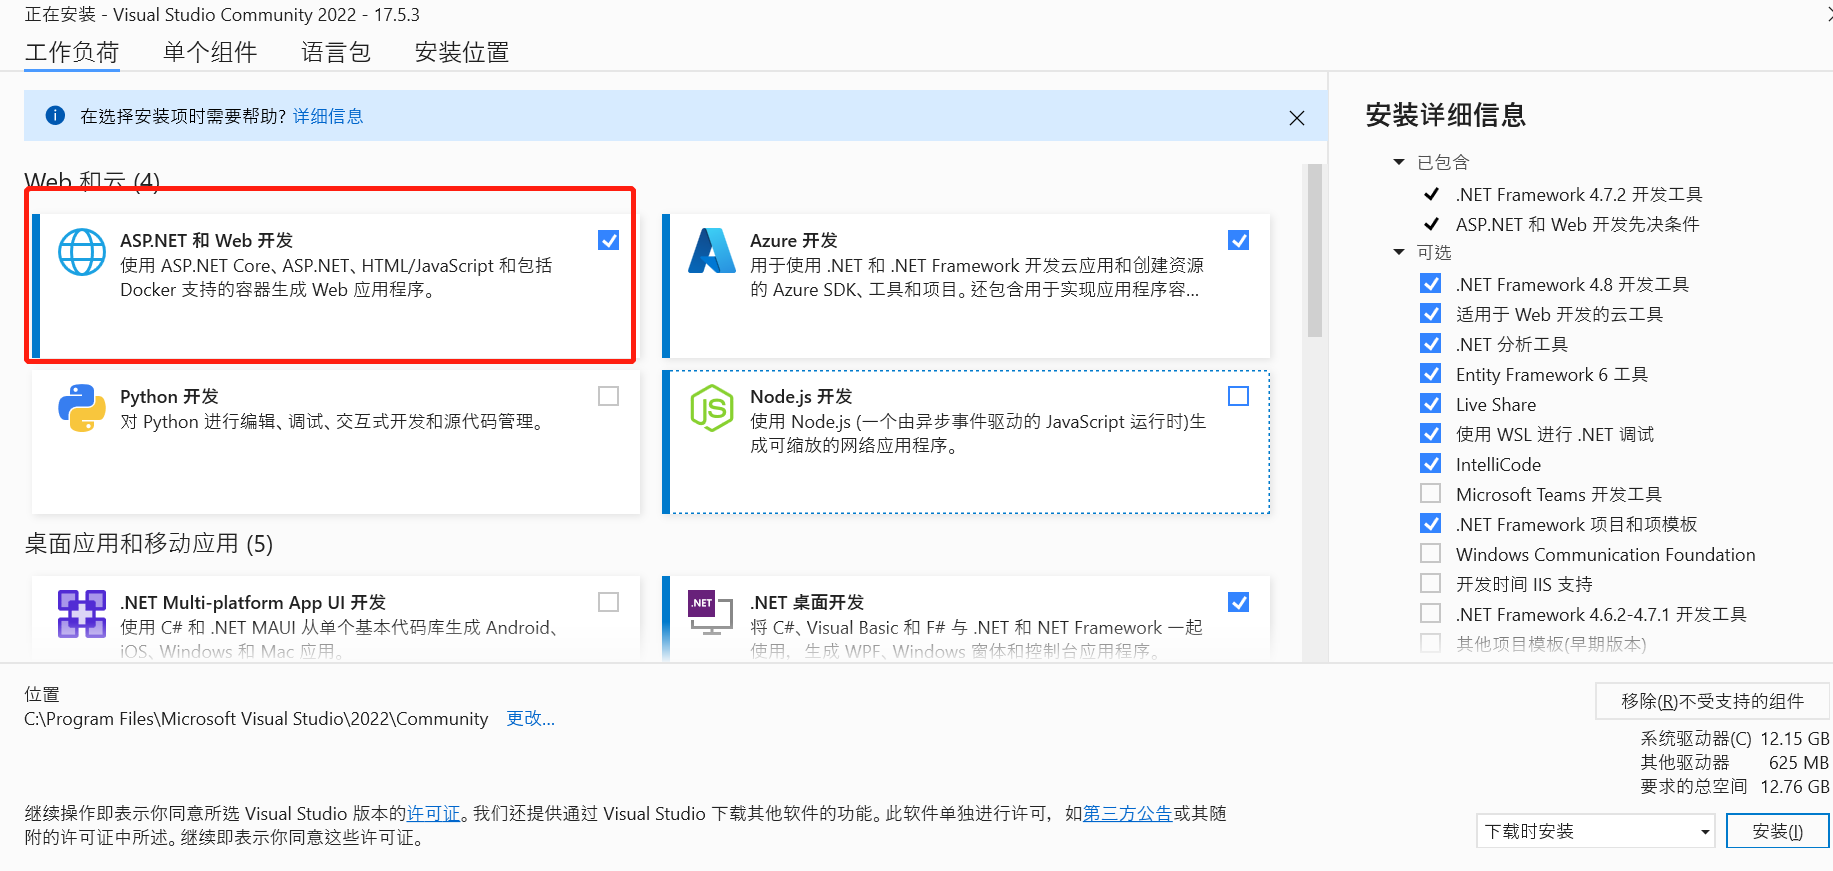 正在安装 - Visual Studio Community 2022 - 17.5.3
工作负荷 单个组件 语言包 安装位置
在选择安装项时需要帮助? 详细信息
Web 和云 (4)
ASP.NET 和 Web 开发
使用 ASP.NET Core、ASP.NET、HTML/JavaScript 和包括
Docker 支持的容器生成 Web 应用程序。
Azure 开发
用于使用 .NET 和 .NET Framework 开发云应用和创建资源
的 Azure SDK、工具和项目。还包含用于实现应用程序容...
Python 开发
对 Python 进行编辑、调试、交互式开发和源代码管理。
JS
Node.js 开发
使用 Node.js (一个由异步事件驱动的 JavaScript 运行时)生
成可缩放的网络应用程序。
桌面应用和移动应用 (5)
.NET Multi-platform App UI 开发
使用 C# 和 .NET MAUI 从单个基本代码库生成 Android、
iOS、Windows 和 Mac 应用。
.NET
.NET 桌面开发
将 C#、Visual Basic 和 F# 与 .NET 和 NET Framework 一起
使用，生成 WPF、Windows 窗体和控制台应用程序。
安装详细信息
已包含
.NET Framework 4.7.2 开发工具
ASP.NET 和 Web 开发先决条件
可选
.NET Framework 4.8 开发工具
适用于 Web 开发的云工具
.NET 分析工具
Entity Framework 6 工具
Live Share
使用 WSL 进行 .NET 调试
IntelliCode
Microsoft Teams 开发工具
.NET Framework 项目和项模板
Windows Communication Foundation
开发时间 IIS 支持
.NET Framework 4.6.2-4.7.1 开发工具
其他项目模板(早期版本)
位置
C:\Program Files\Microsoft Visual Studio\2022\Community 更改...
移除(R)不受支持的组件
系统驱动器(C) 12.15 GB
其他驱动器 625 MB
要求的总空间 12.76 GB
继续操作即表示你同意所选 Visual Studio 版本的许可证。我们还提供通过 Visual Studio 下载其他软件的功能。此软件单独进行许可，如第三方公告或其随
附的许可证中所述。继续即表示你同意这些许可证。
下载时安装
安装(I)